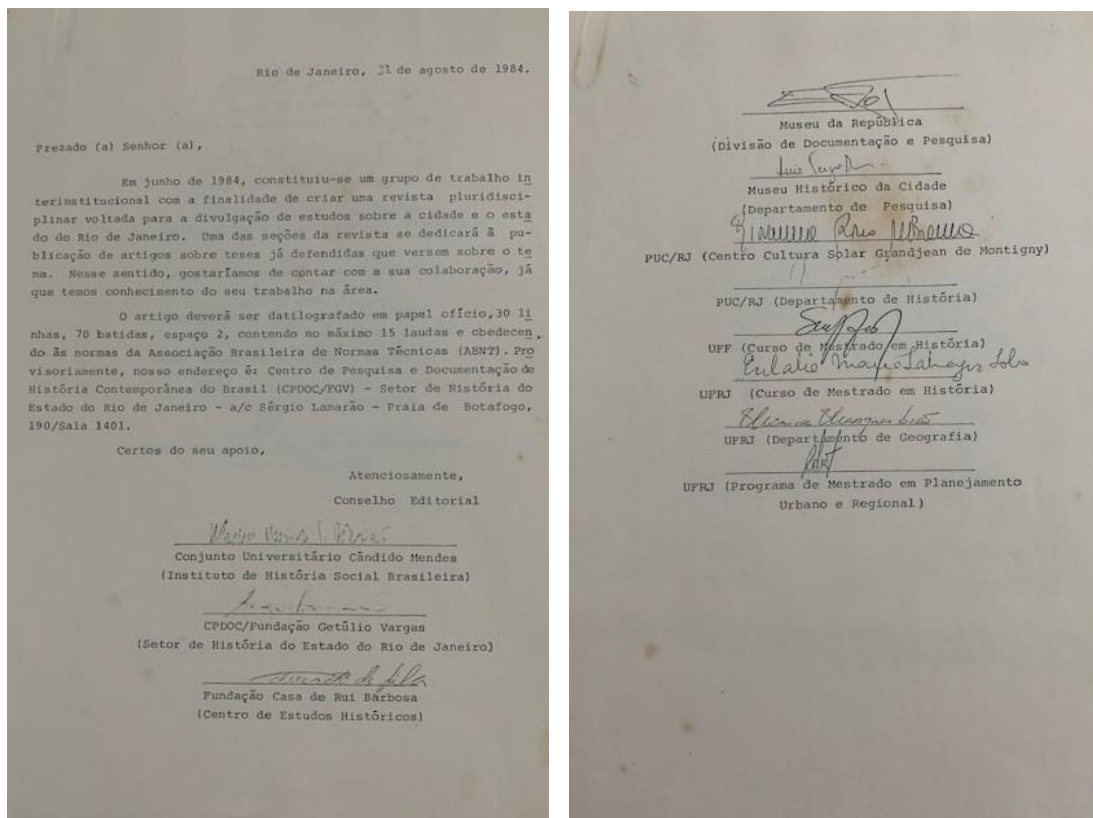 Rio de Janeiro, 31 de agosto de 1984.
Prezado (a) Senhor (a),
Em junho de 1984, constituiu-se um grupo de trabalho in
terinstitucional com a finalidade de criar uma revista pluridisci-
plinar voltada para a divulgação de estudos sobre a cidade e o esta
do do Rio de Janeiro. Uma das seções da revista se dedicará à pu-
blicação de artigos sobre teses já defendidas que versem sobre o te
ma. Nesse sentido, gostaríamos de contar com a sua colaboração, já
que temos conhecimento do seu trabalho na área.
O artigo deverá ser datilografado em papel ofício, 30 li
nhas, 70 batidas, espaço 2, contendo no máximo 15 laudas e obedecen
do às normas da Associação Brasileira de Normas Técnicas (ABNT). Pro
visoriamente, nosso endereço é: Centro de Pesquisa e Documentação de
História Contemporânea do Brasil (CPDOC/FGV) - Setor de História do
Estado do Rio de Janeiro - a/c Sérgio Lamarão - Praia de Botafogo,
190/Sala 1401.
Certos do seu apoio,
Atenciosamente,
Conselho Editorial
Conjunto Universitário Cândido Mendes
(Instituto de História Social Brasileira)
CPDOC/Fundação Getúlio Vargas
(Setor de História do Estado do Rio de Janeiro)
Fundação Casa de Rui Barbosa
(Centro de Estudos Históricos)
Museu da República
(Divisão de Documentação e Pesquisa)
Museu Histórico da Cidade
(Departamento de Pesquisa)
PUC/RJ (Centro Cultura Solar Grandjean de Montigny)
PUC/RJ (Departamento de História)
UFF (Curso de Mestrado em História)
Eulalia Maria Lahmeyer Lobo
UFRJ (Curso de Mestrado em História)
UFRJ (Departamento de Geografia)
UFRJ (Programa de Mestrado em Planejamento
Urbano e Regional)